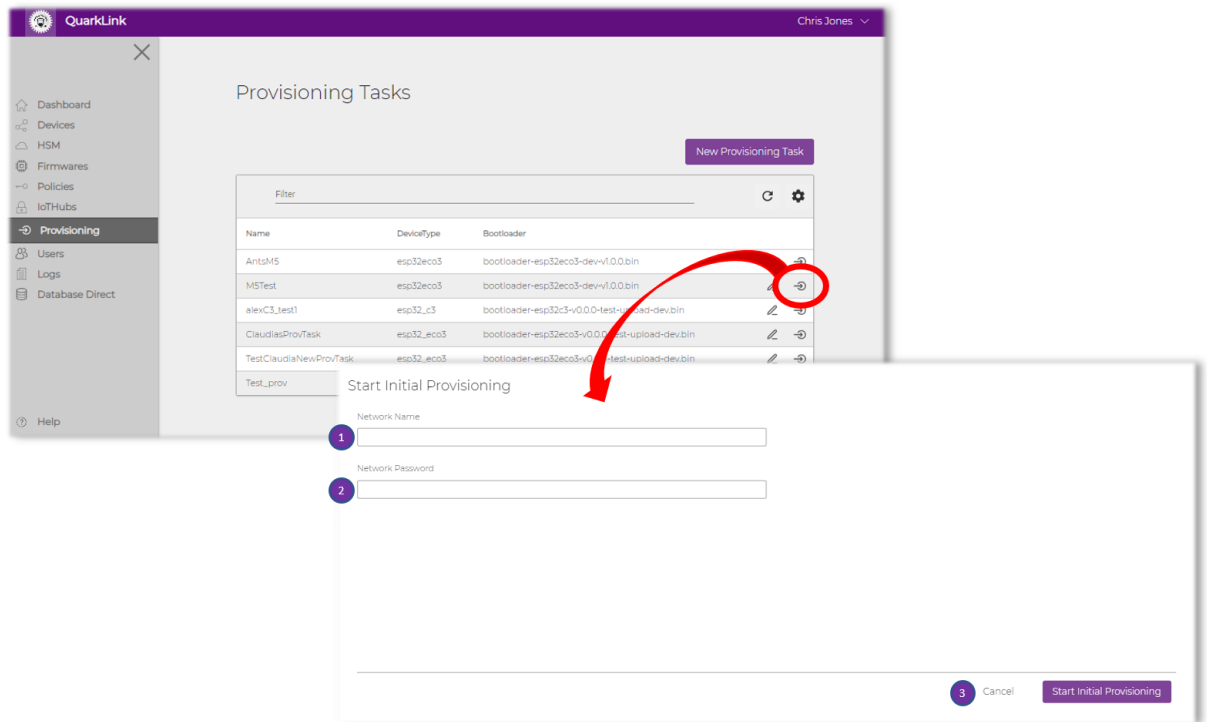 QuarkLink
Chris Jones
Dashboard
Devices
HSM
Firmwares
Policies
IoTHubs
Provisioning
Users
Logs
Database Direct
Help
Provisioning Tasks
New Provisioning Task
Filter
Name DeviceType Bootloader
AntsM5 esp32eco3 bootloader-esp32eco3-dev-v1.0.0.bin
M5Test esp32eco3 bootloader-esp32eco3-dev-v1.0.0.bin
alexC3_test1 esp32_c3 bootloader-esp32c3-v0.0.0-test-upload-dev.bin
ClaudiasProvTask esp32_eco3
TestClaudiaNewProvTask esp32_eco3
Test_prov
Start Initial Provisioning
Network Name
1
Network Password
2
3 Cancel Start Initial Provisioning